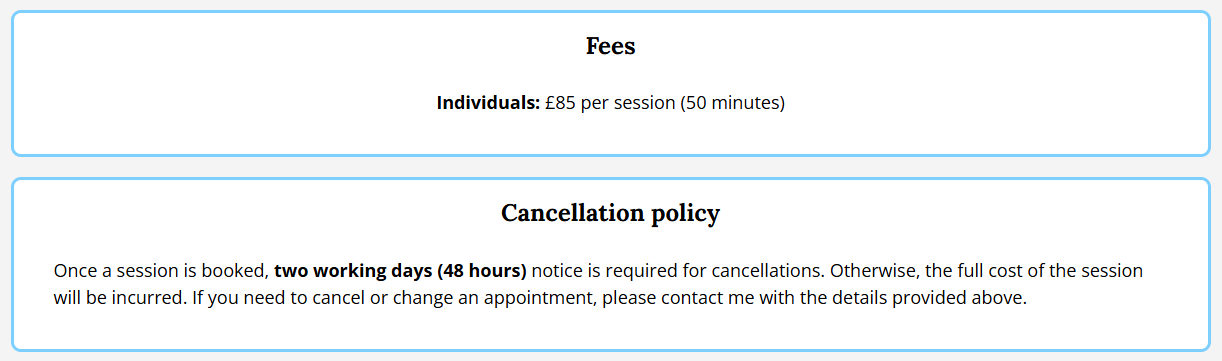 Fees
Individuals: £85 per session (50 minutes)
Cancellation policy
Once a session is booked, two working days (48 hours) notice is required for cancellations. Otherwise, the full cost of the session
will be incurred. If you need to cancel or change an appointment, please contact me with the details provided above.